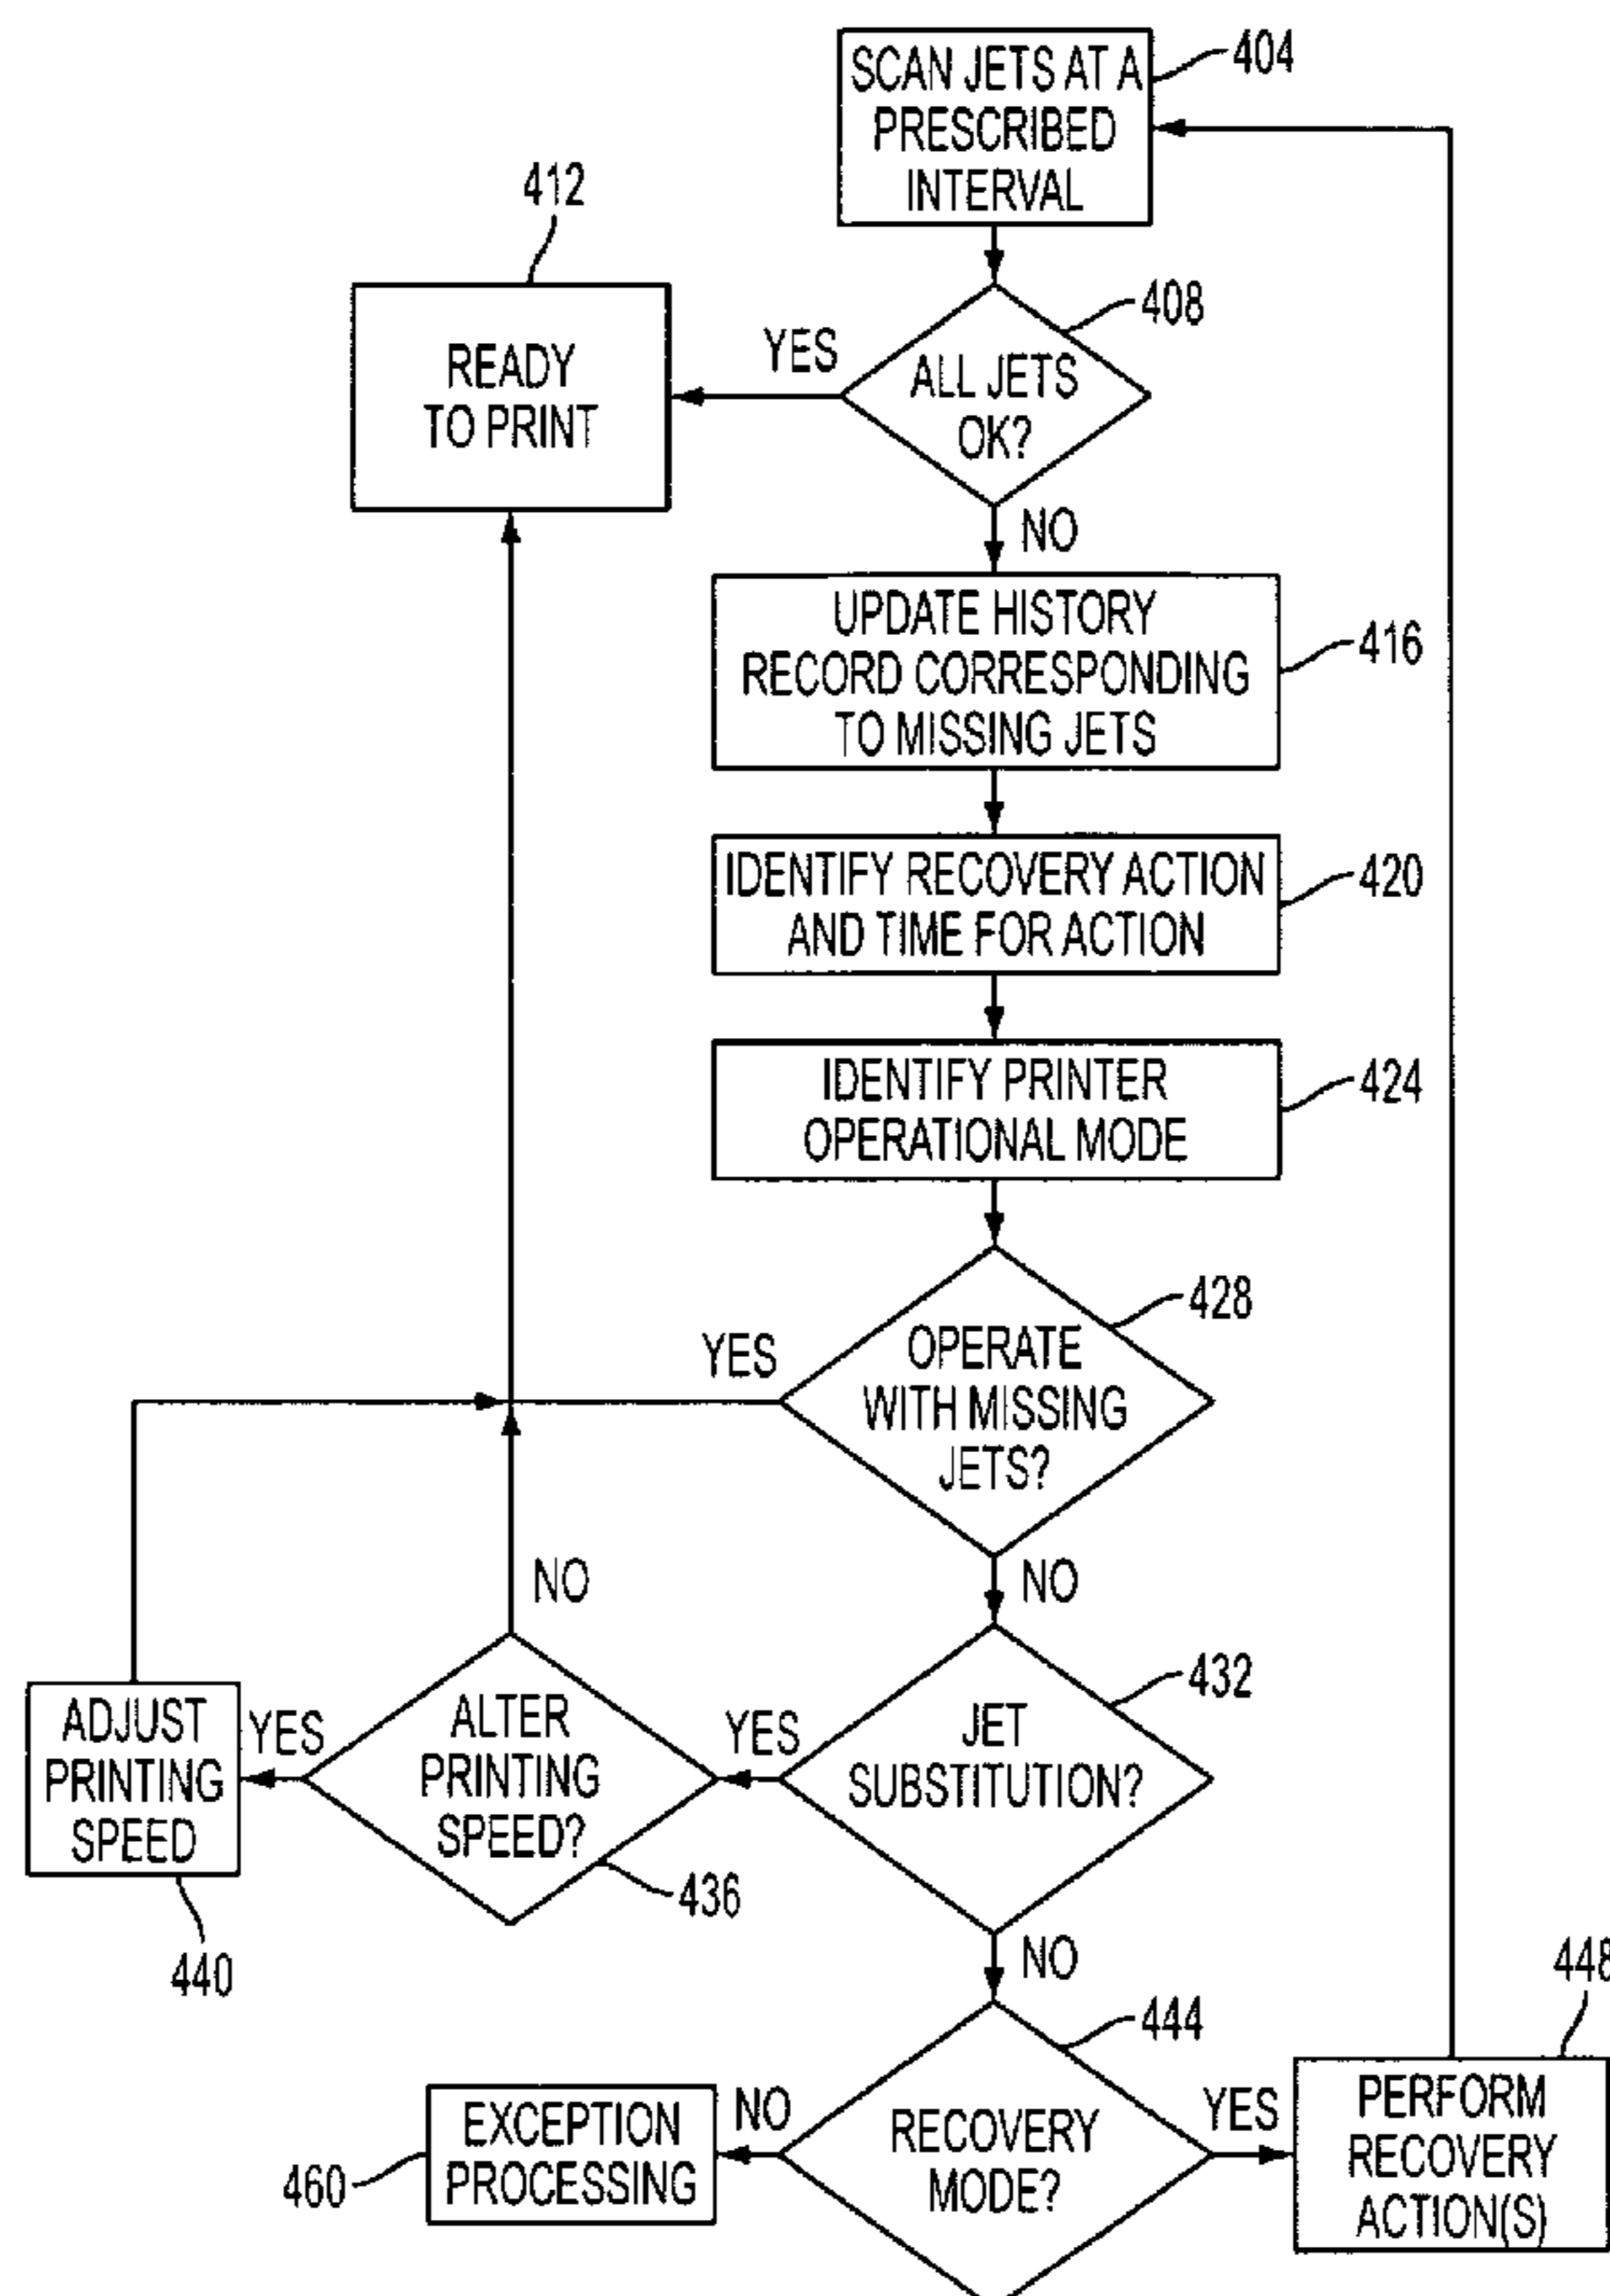 SCAN JETS AT A
PRESCRIBED
INTERVAL
404
412
READY
TO PRINT
YES
ALL JETS
OK?
408
NO
UPDATE HISTORY
RECORD CORRESPONDING
TO MISSING JETS
416
IDENTIFY RECOVERY ACTION
AND TIME FOR ACTION
420
IDENTIFY PRINTER
OPERATIONAL MODE
424
YES
OPERATE
WITH MISSING
JETS?
428
NO
NO
ADJUST
PRINTING
SPEED
440
YES
ALTER
PRINTING
SPEED?
436
YES
JET
SUBSTITUTION?
432
NO
EXCEPTION
PROCESSING
460
NO
RECOVERY
MODE?
444
YES
PERFORM
RECOVERY
ACTION(S)
448